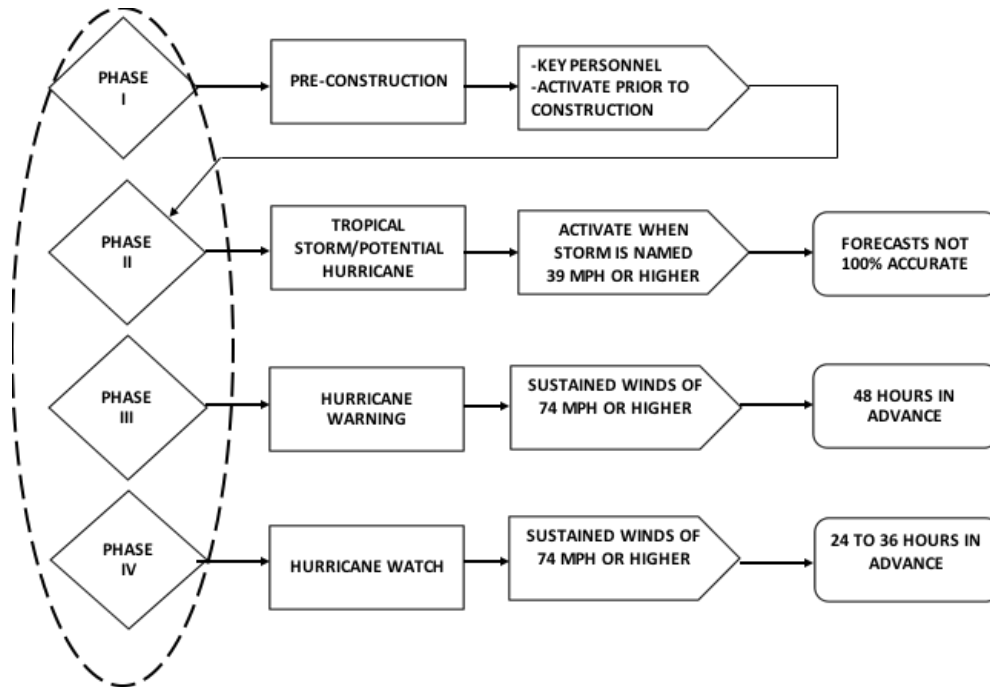 PHASE
I
PRE-CONSTRUCTION
-KEY PERSONNEL
-ACTIVATE PRIOR TO
CONSTRUCTION
PHASE
II
TROPICAL
STORM/POTENTIAL
HURRICANE
ACTIVATE WHEN
STORM IS NAMED
39 MPH OR HIGHER
FORECASTS NOT
100% ACCURATE
PHASE
III
HURRICANE
WARNING
SUSTAINED WINDS OF
74 MPH OR HIGHER
48 HOURS IN
ADVANCE
PHASE
IV
HURRICANE WATCH
SUSTAINED WINDS OF
74 MPH OR HIGHER
24 TO 36 HOURS IN
ADVANCE